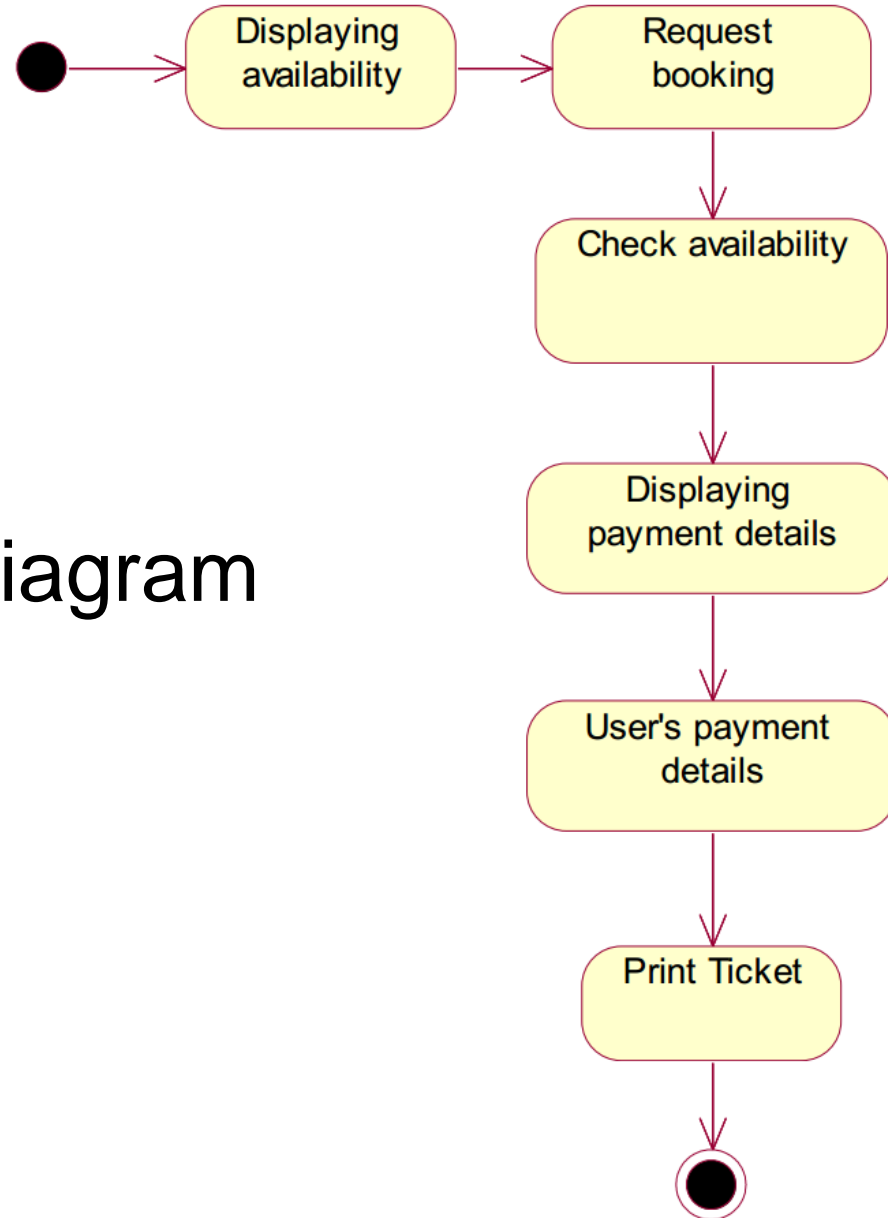 Displaying
availability
Request
booking
Check availability
Displaying
payment details
iagram
User's payment
details
Print Ticket